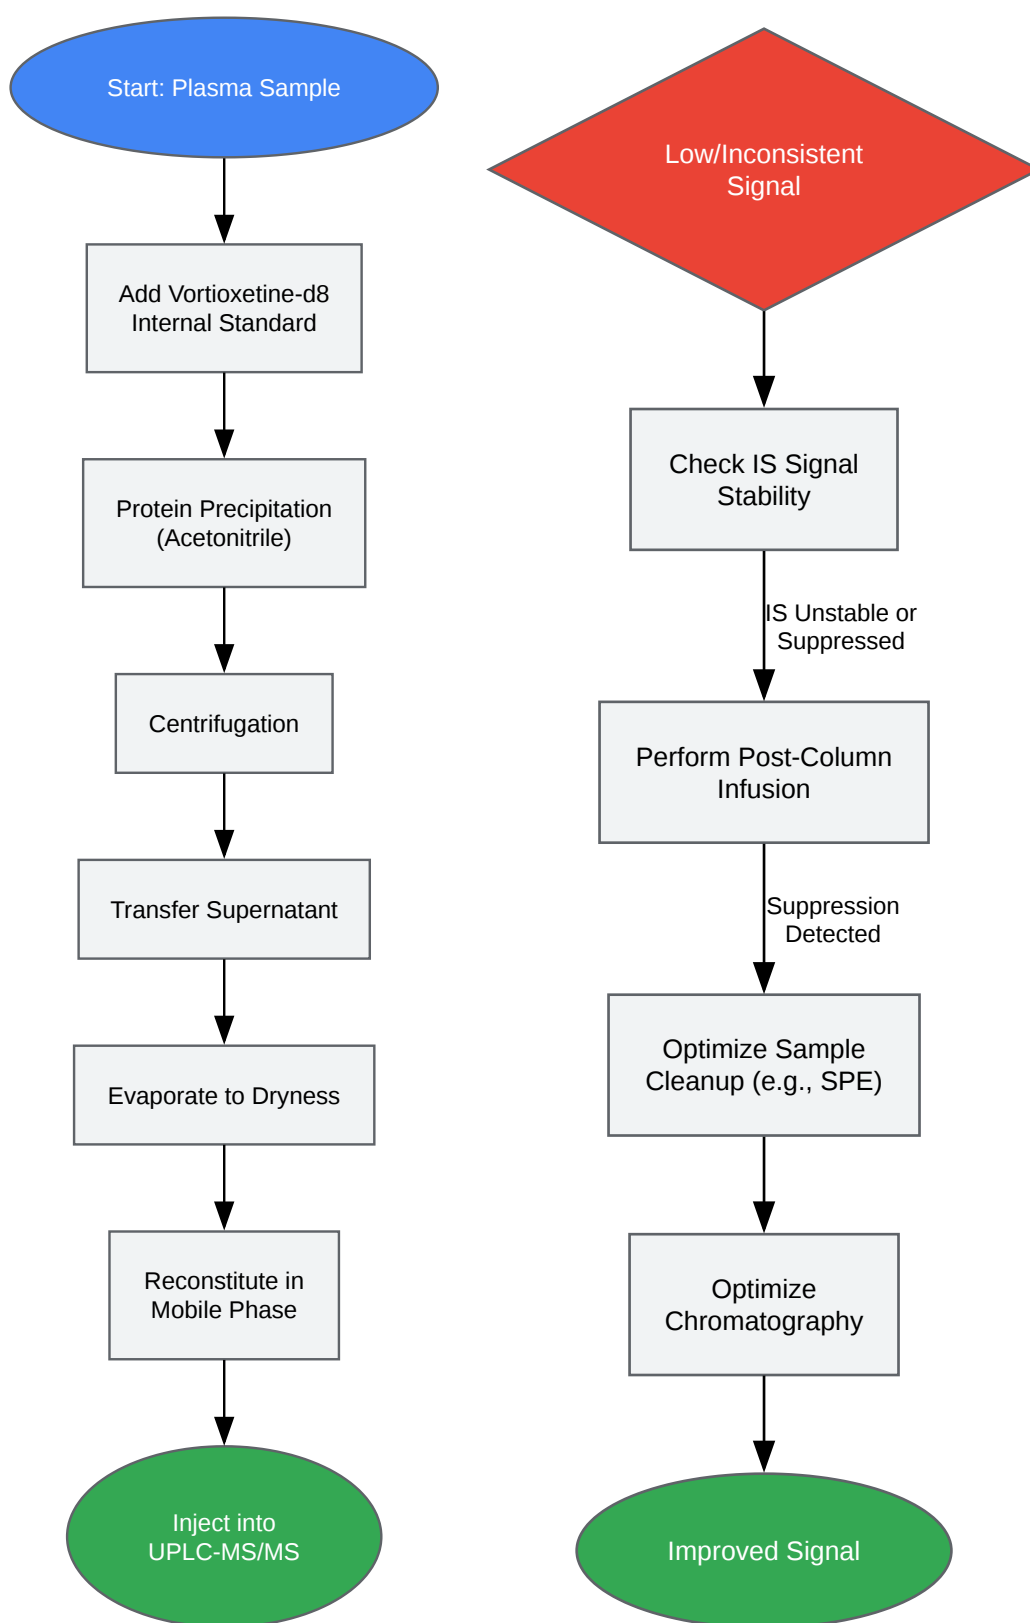 Start: Plasma Sample
Add Vortioxetine-d8
Internal Standard
Protein Precipitation
(Acetonitrile)
Centrifugation
Transfer Supernatant
Evaporate to Dryness
Reconstitute in
Mobile Phase
Inject into
UPLC-MS/MS
Low/Inconsistent
Signal
Check IS Signal
Stability
IS Unstable or
Suppressed
Perform Post-Column
Infusion
Suppression
Detected
Optimize Sample
Cleanup (e.g., SPE)
Optimize
Chromatography
Improved Signal